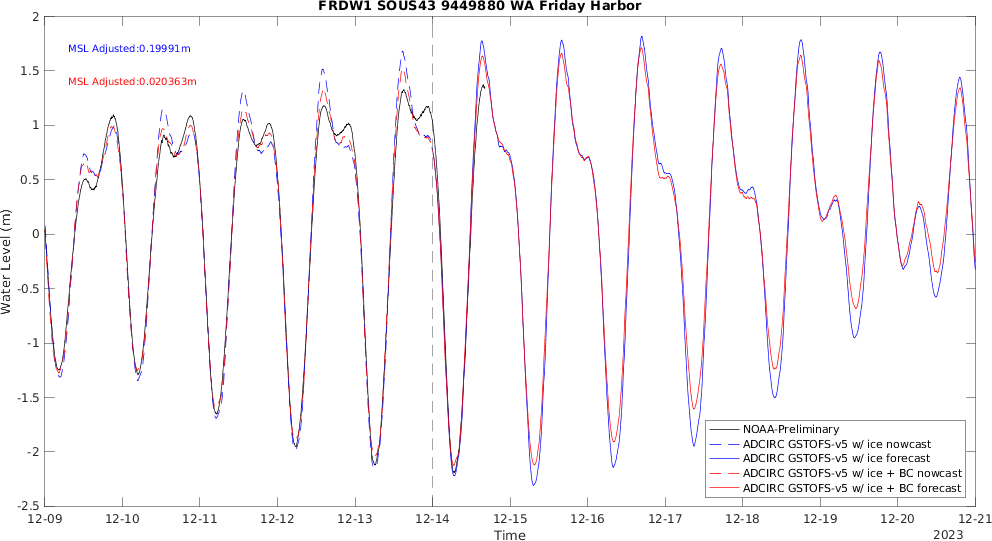 FRDW1 SOUS43 9449880 WA Friday Harbor
MSL Adjusted:0.19991m
MSL Adjusted:0.020363m
Water Level (m)
2
1.5
1
0.5
0
-0.5
-1
-1.5
-2
-2.5
NOAA-Preliminary
ADCIRC GSTOFS-v5 w/ ice nowcast
ADCIRC GSTOFS-v5 w/ ice forecast
ADCIRC GSTOFS-v5 w/ ice + BC nowcast
ADCIRC GSTOFS-v5 w/ ice + BC forecast
12-09 12-10 12-11 12-12 12-13 12-14 12-15 12-16 12-17 12-18 12-19 12-20 12-21
Time
2023